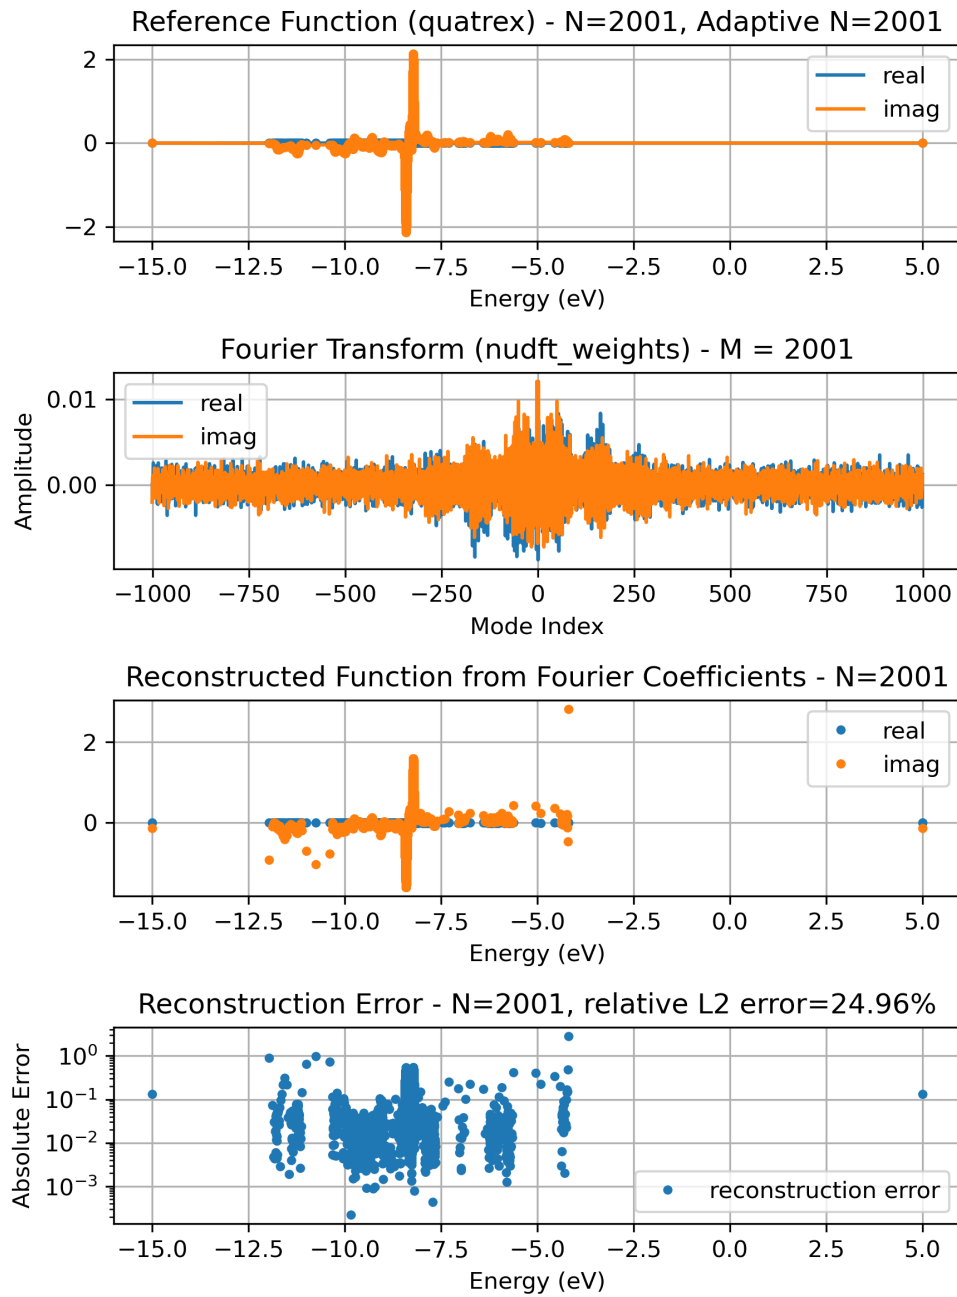 Reference Function (quatrex) - N=2001, Adaptive N=2001
2
0
−2
real
imag
−15.0 −12.5 −10.0 −7.5 −5.0 −2.5 0.0 2.5 5.0
Energy (eV)
Fourier Transform (nudft_weights) - M = 2001
Amplitude
0.01
0.00
real
imag
−1000 −750 −500 −250 0 250 500 750 1000
Mode Index
Reconstructed Function from Fourier Coefficients - N=2001
2
0
real
imag
−15.0 −12.5 −10.0 −7.5 −5.0 −2.5 0.0 2.5 5.0
Energy (eV)
Reconstruction Error - N=2001, relative L2 error=24.96%
Absolute Error
10⁰
10⁻¹
10⁻²
10⁻³
reconstruction error
−15.0 −12.5 −10.0 −7.5 −5.0 −2.5 0.0 2.5 5.0
Energy (eV)